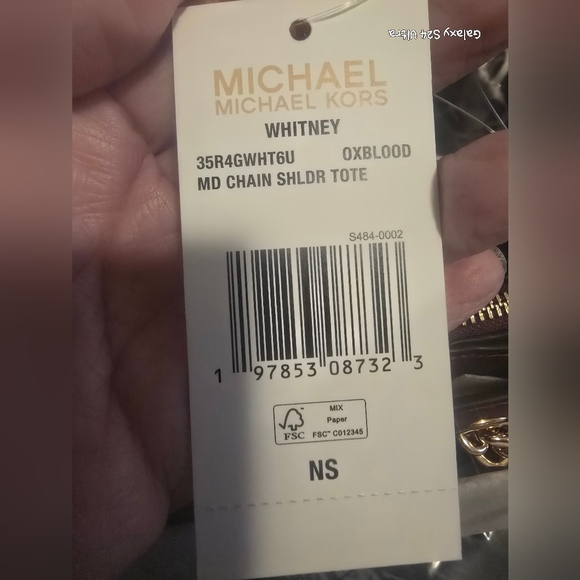 Galaxy S24 Ultra
MICHAEL
MICHAEL KORS
WHITNEY
35R4GWHT6U OXBLOOD
MD CHAIN SHLDR TOTE
S484-0002
1 97853 08732 3
FSC
MIX
Paper
FSC™ C012345
NS